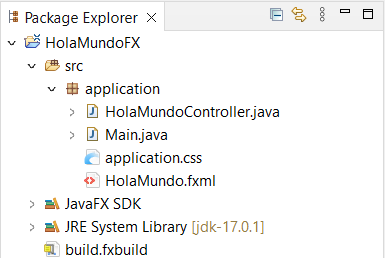 Package Explorer
HolaMundoFX
src
application
HolaMundoController.java
Main.java
application.css
HolaMundo.fxml
JavaFX SDK
JRE System Library [jdk-17.0.1]
build.fxbuild